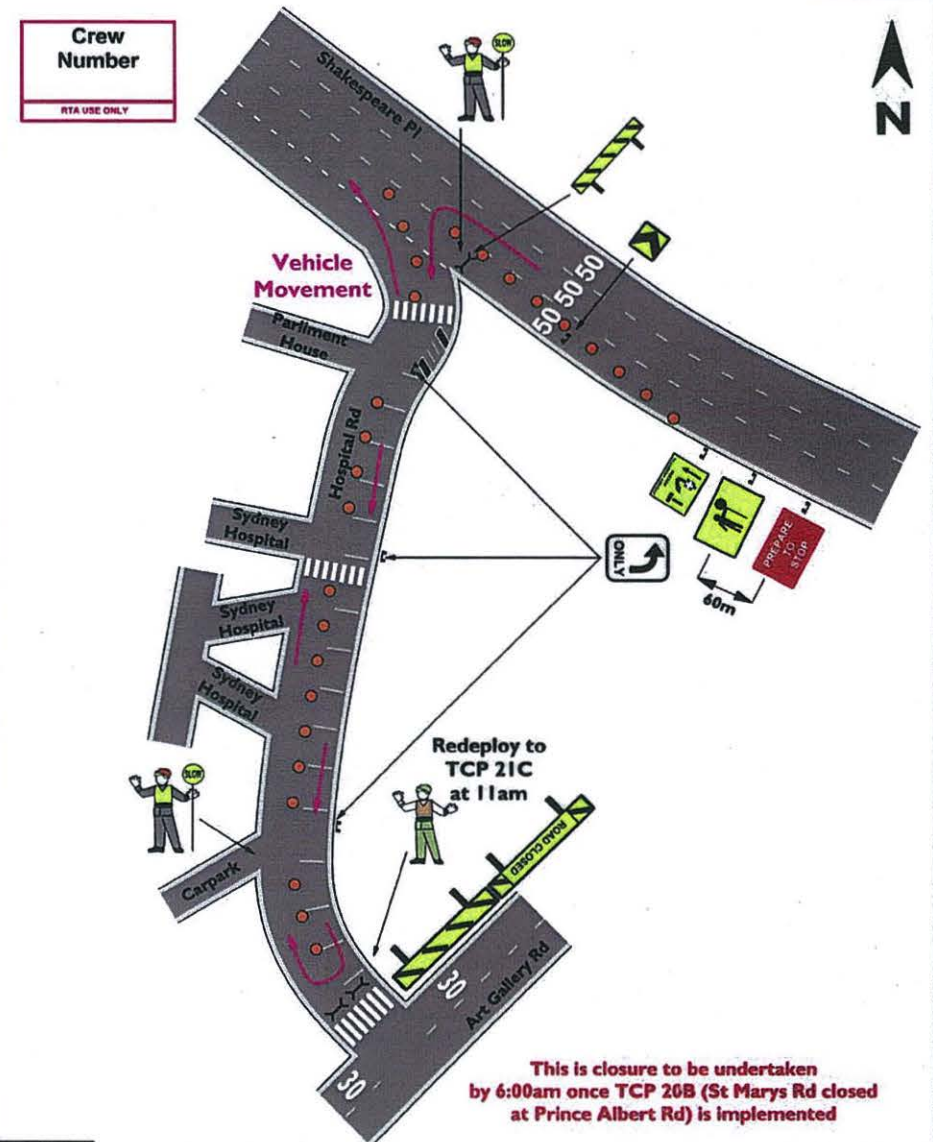 Crew
Number
RTA USE ONLY
SLOW
Shakespeare Pl
N
Vehicle
Movement
50 50 50
Parliment
House
Hospital Rd
PREPARE
TO
STOP
60m
ONLY
Sydney
Hospital
Sydney
Hospital
Sydney
Hospital
Redeploy to
TCP 21C
at 11am
SLOW
ROAD CLOSED
Carpark
30
Art Gallery Rd
30
This is closure to be undertaken
by 6:00am once TCP 20B (St Marys Rd closed
at Prince Albert Rd) is implemented